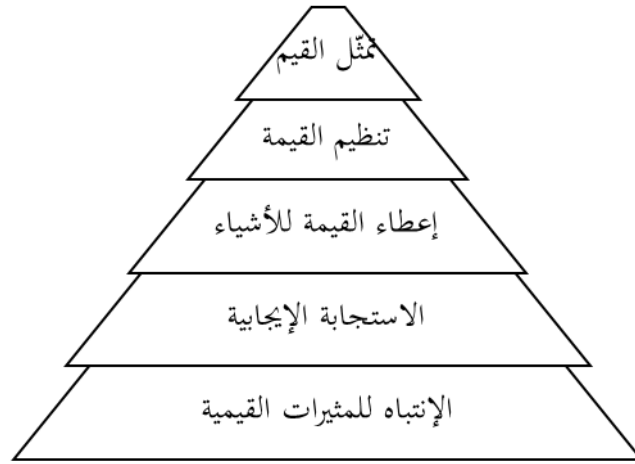 تمثّل القيم
تنظيم القيمة
إعطاء القيمة للأشياء
الاستجابة الإيجابية
الإنتباه للمثيرات القيمية